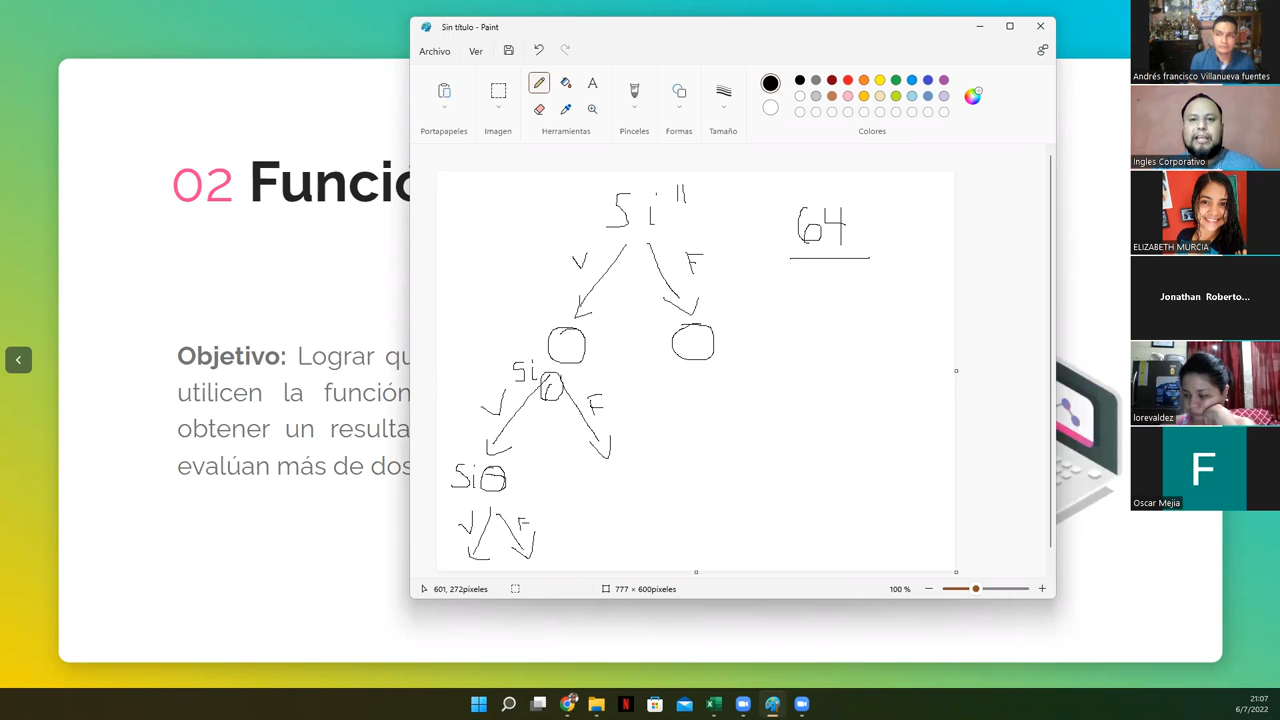 Sin título - Paint
Archivo
Ver
Portapapeles
Imagen
Herramientas
Pinceles
Formas
Tamaño
Colores
02 Funció
Objetivo: Lograr qu
utilicen la función
obtener un resulta
evalúan más de dos
Si "
64
V
F
Si
V
F
Si
V
F
601, 272píxeles
777 × 600píxeles
100 %
Andrés francisco Villanueva fuentes
Ingles Corporativo
ELIZABETH MURCIA
Jonathan Roberto...
lorevaldez
F
Oscar Mejia
21:07
6/7/2022